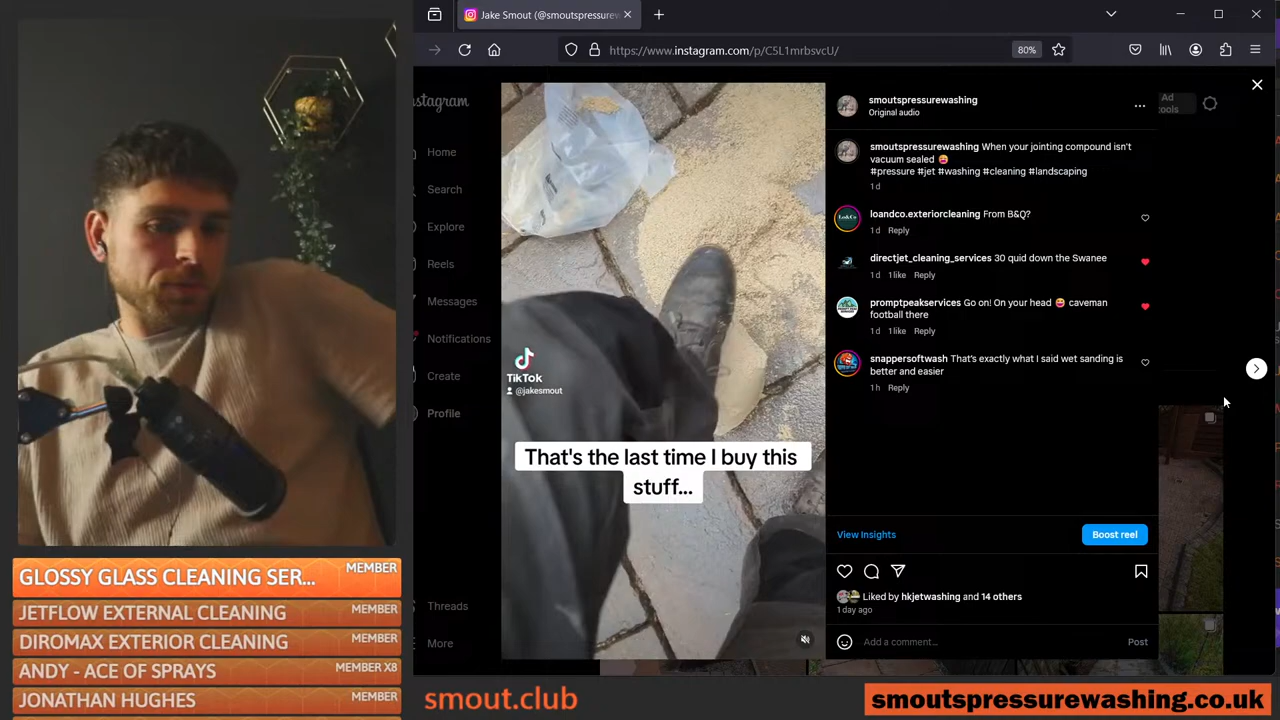 Jake Smout (@smoutspressurew
https://www.instagram.com/p/C5L1mrbsvcU/
80%
stagram
Home
Search
Explore
Reels
Messages
Notifications
Create
Profile
Threads
More
TikTok
@jakesmout
That's the last time I buy this
stuff...
smoutspressurewashing
Original audio
smoutspressurewashing When your jointing compound isn't
vacuum sealed
#pressure #jet #washing #cleaning #landscaping
1d
loandco.exteriorcleaning From B&Q?
1d Reply
directjet_cleaning_services 30 quid down the Swanee
1d 1 like Reply
promptpeakservices Go on! On your head 😝 caveman
football there
1d 1 like Reply
snappersoftwash That's exactly what I said wet sanding is
better and easier
1h Reply
View Insights
Boost reel
Liked by hkjetwashing and 14 others
1 day ago
Add a comment...
Post
Ad
tools
GLOSSY GLASS CLEANING SER... MEMBER
JETFLOW EXTERNAL CLEANING MEMBER
DIROMAX EXTERIOR CLEANING MEMBER
ANDY - ACE OF SPRAYS MEMBER X8
JONATHAN HUGHES MEMBER
smout.club
smoutspressurewashing.co.uk